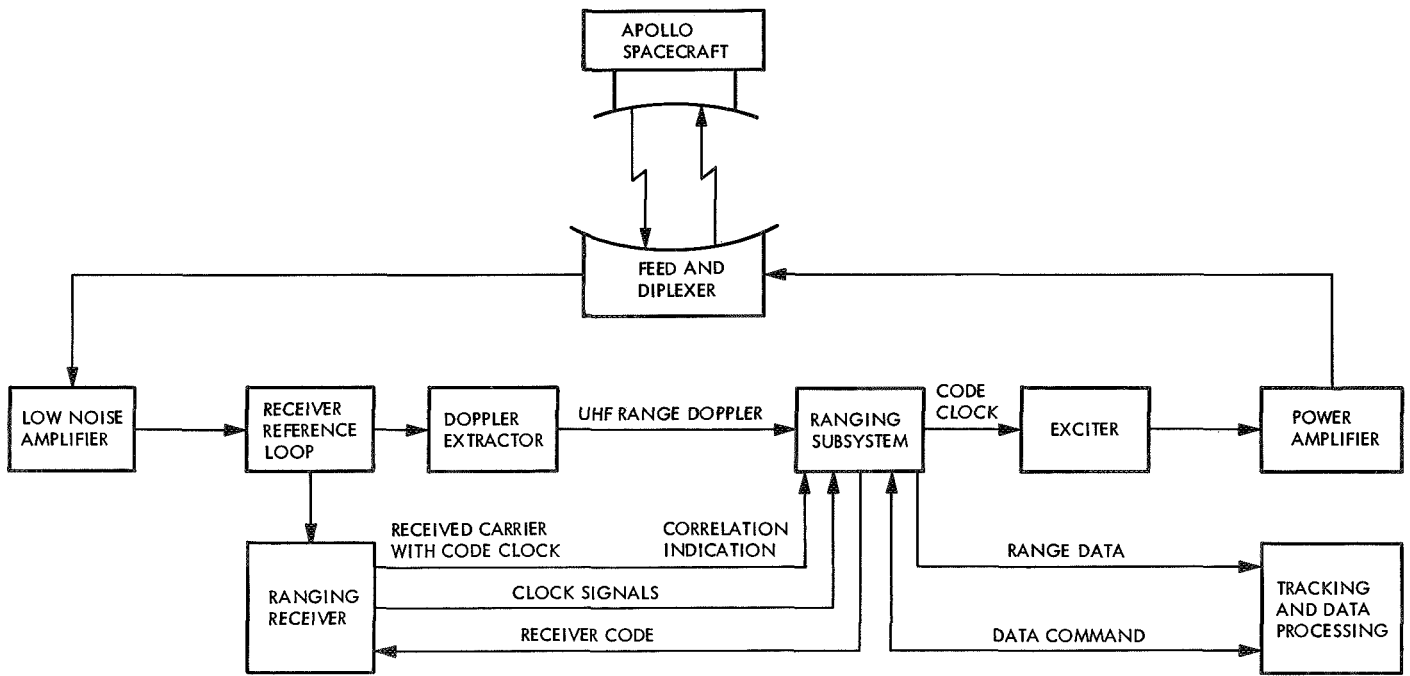 APOLLO
SPACECRAFT
FEED AND
DIPLEXER
LOW NOISE
AMPLIFIER
RECEIVER
REFERENCE
LOOP
DOPPLER
EXTRACTOR
UHF RANGE DOPPLER
RANGING
SUBSYSTEM
CODE
CLOCK
EXCITER
POWER
AMPLIFIER
RANGING
RECEIVER
RECEIVED CARRIER
WITH CODE CLOCK
CORRELATION
INDICATION
CLOCK SIGNALS
RECEIVER CODE
RANGE DATA
DATA COMMAND
TRACKING
AND DATA
PROCESSING